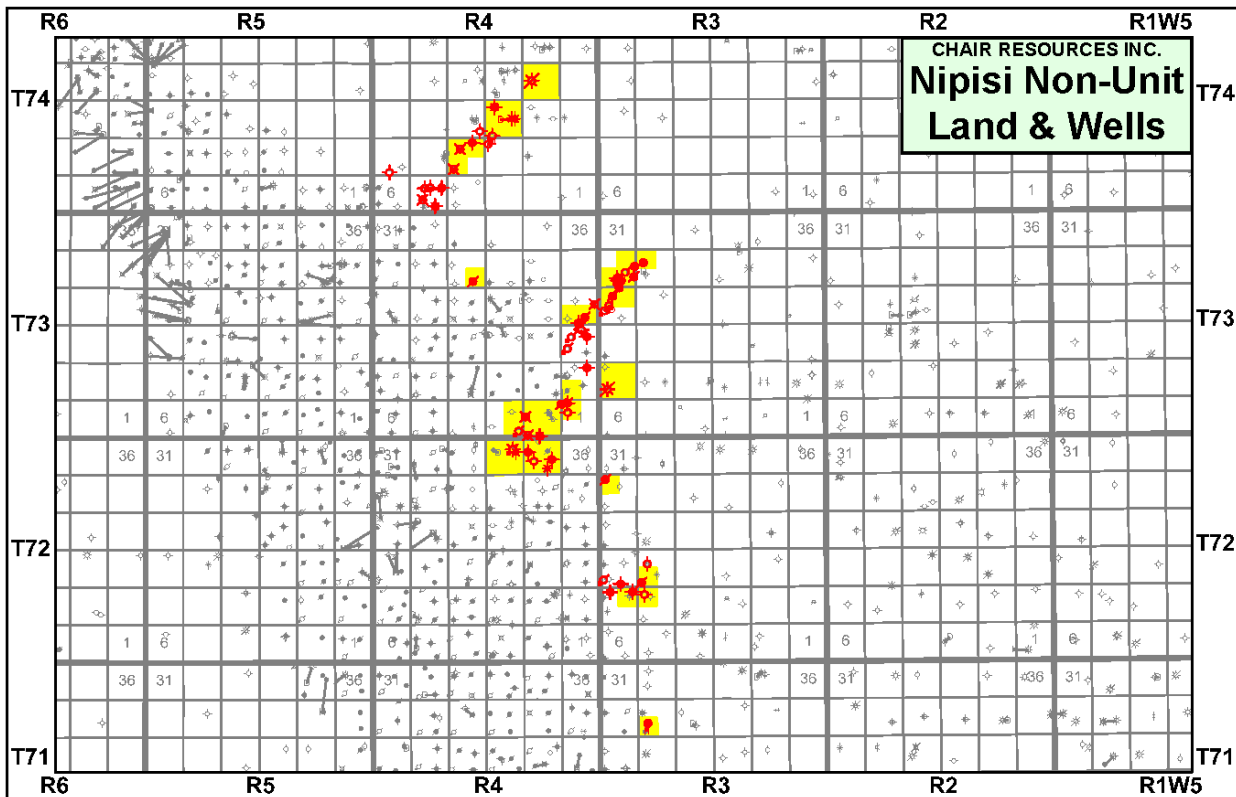 R6 R5 R4 R3 R2 R1W5
CHAIR RESOURCES INC.
Nipisi Non-Unit
Land & Wells
T74 T74
1 6 1 6 1 6 1 6 1 6
36 31 36 31 36 31 36 31 36 31
T73 T73
1 6 1 6 1 6 1 6 1 6
36 31 36 31 36 31 36 31 36 31
T72 T72
1 6 1 6 1 6 1 6 1 6
36 31 36 31 36 31 36 31 36 31
T71 T71
R6 R5 R4 R3 R2 R1W5